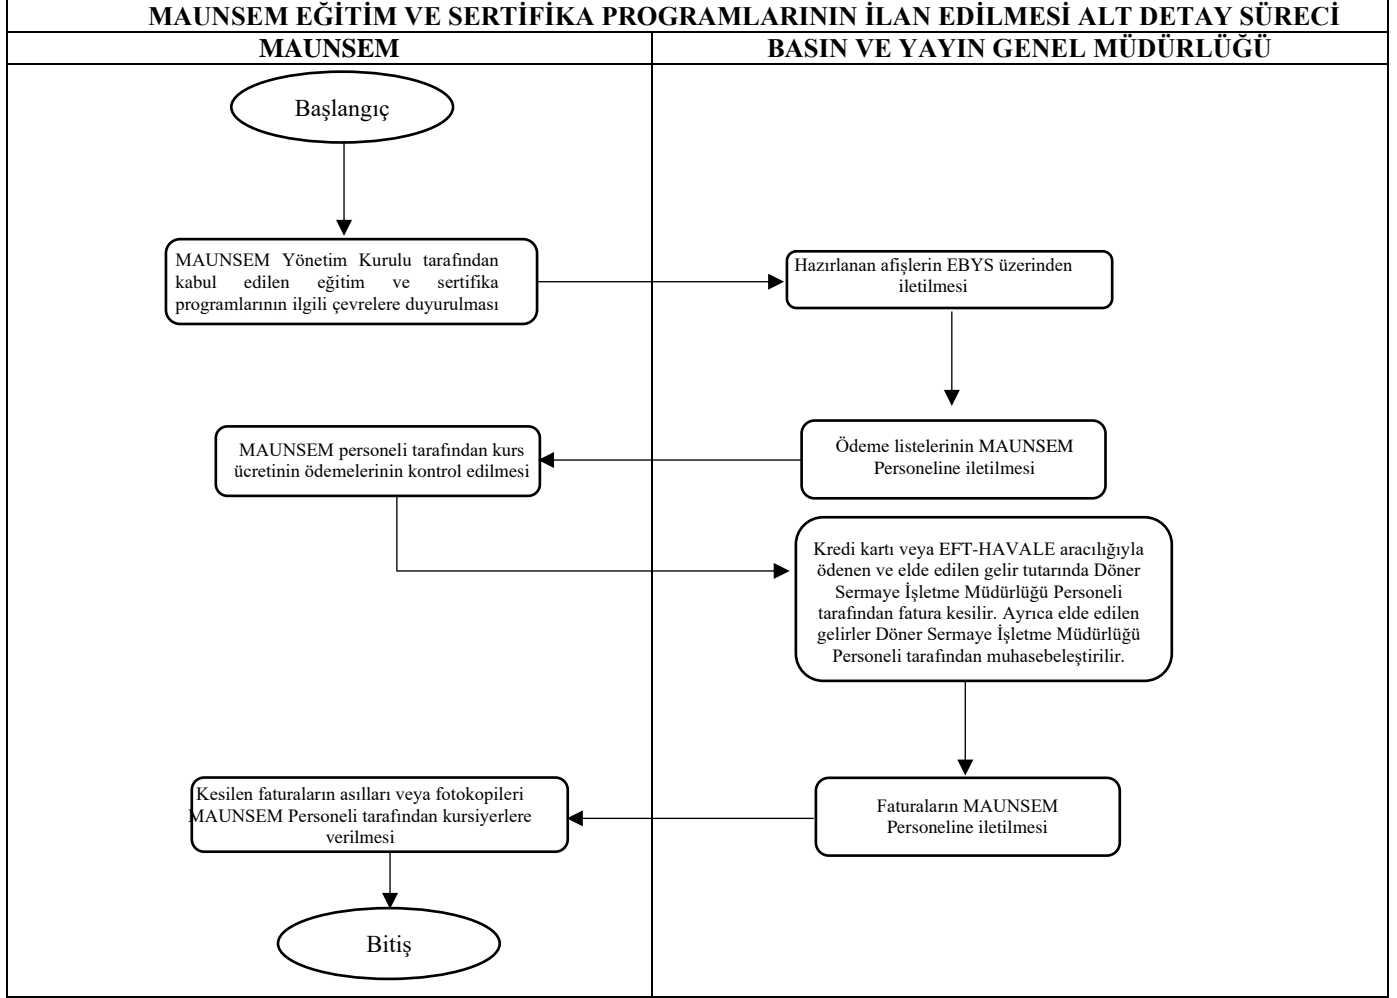 MAUNSEM EĞİTİM VE SERTİFİKA PROGRAMLARININ İLAN EDİLMESİ ALT DETAY SÜRECİ
MAUNSEM
BASIN VE YAYIN GENEL MÜDÜRLÜĞÜ
Başlangıç
MAUNSEM Yönetim Kurulu tarafından
kabul edilen eğitim ve sertifika
programlarının ilgili çevrelere duyurulması
Hazırlanan afişlerin EBYS üzerinden
iletilmesi
Ödeme listelerinin MAUNSEM
Personeline iletilmesi
MAUNSEM personeli tarafından kurs
ücretinin ödemelerinin kontrol edilmesi
Kredi kartı veya EFT-HAVALE aracılığıyla
ödenen ve elde edilen gelir tutarında Döner
Sermaye İşletme Müdürlüğü Personeli
tarafından fatura kesilir. Ayrıca elde edilen
gelirler Döner Sermaye İşletme Müdürlüğü
Personeli tarafından muhasebeleştirilir.
Faturaların MAUNSEM
Personeline iletilmesi
Kesilen faturaların asılları veya fotokopileri
MAUNSEM Personeli tarafından kursiyerlere
verilmesi
Bitiş